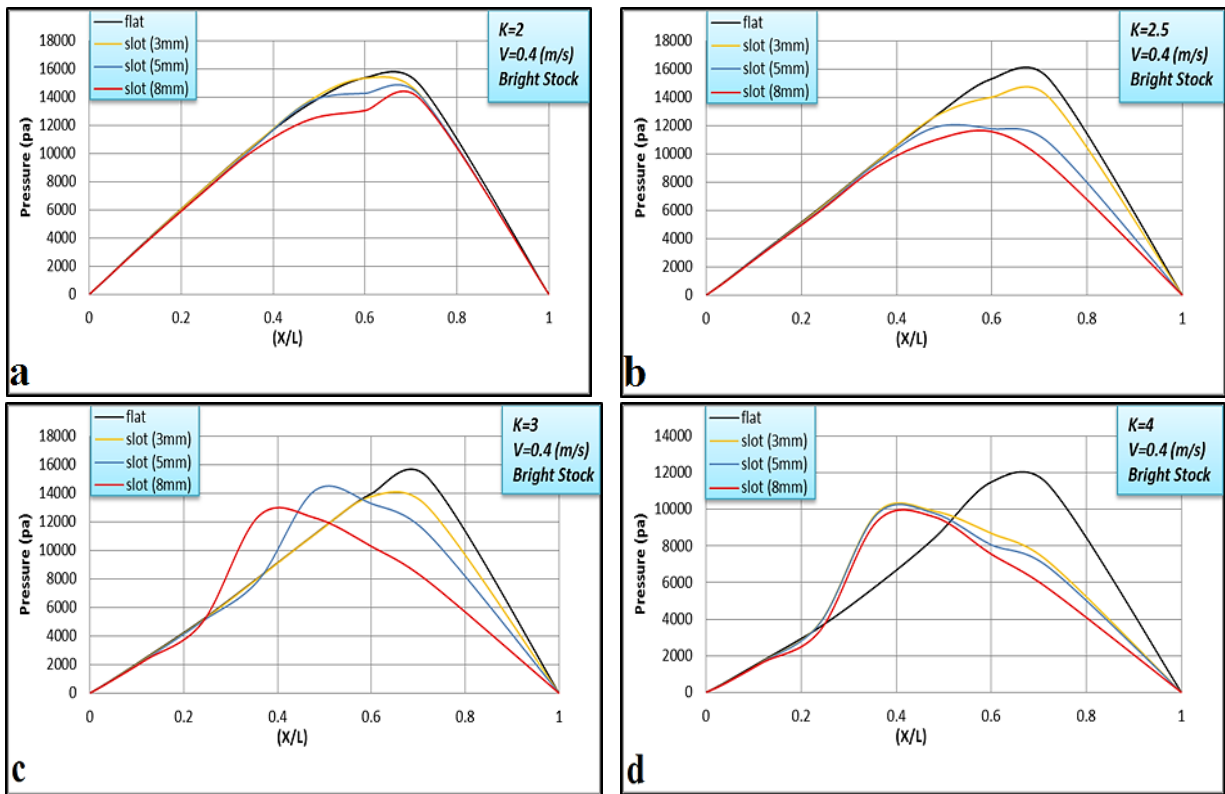 flat
slot (3mm)
slot (5mm)
slot (8mm)
K=2
V=0.4 (m/s)
Bright Stock
18000
16000
14000
12000
10000
8000
6000
4000
2000
0
Pressure (pa)
0 0.2 0.4 0.6 0.8 1
(X/L)
a
flat
slot (3mm)
slot (5mm)
slot (8mm)
K=2.5
V=0.4 (m/s)
Bright Stock
18000
16000
14000
12000
10000
8000
6000
4000
2000
0
Pressure (pa)
0 0.2 0.4 0.6 0.8 1
(X/L)
b
flat
slot (3mm)
slot (5mm)
slot (8mm)
K=3
V=0.4 (m/s)
Bright Stock
18000
16000
14000
12000
10000
8000
6000
4000
2000
0
Pressure (pa)
0 0.2 0.4 0.6 0.8 1
(X/L)
c
flat
slot (3mm)
slot (5mm)
slot (8mm)
K=4
V=0.4 (m/s)
Bright Stock
14000
12000
10000
8000
6000
4000
2000
0
Pressure (pa)
0 0.2 0.4 0.6 0.8 1
(X/L)
d